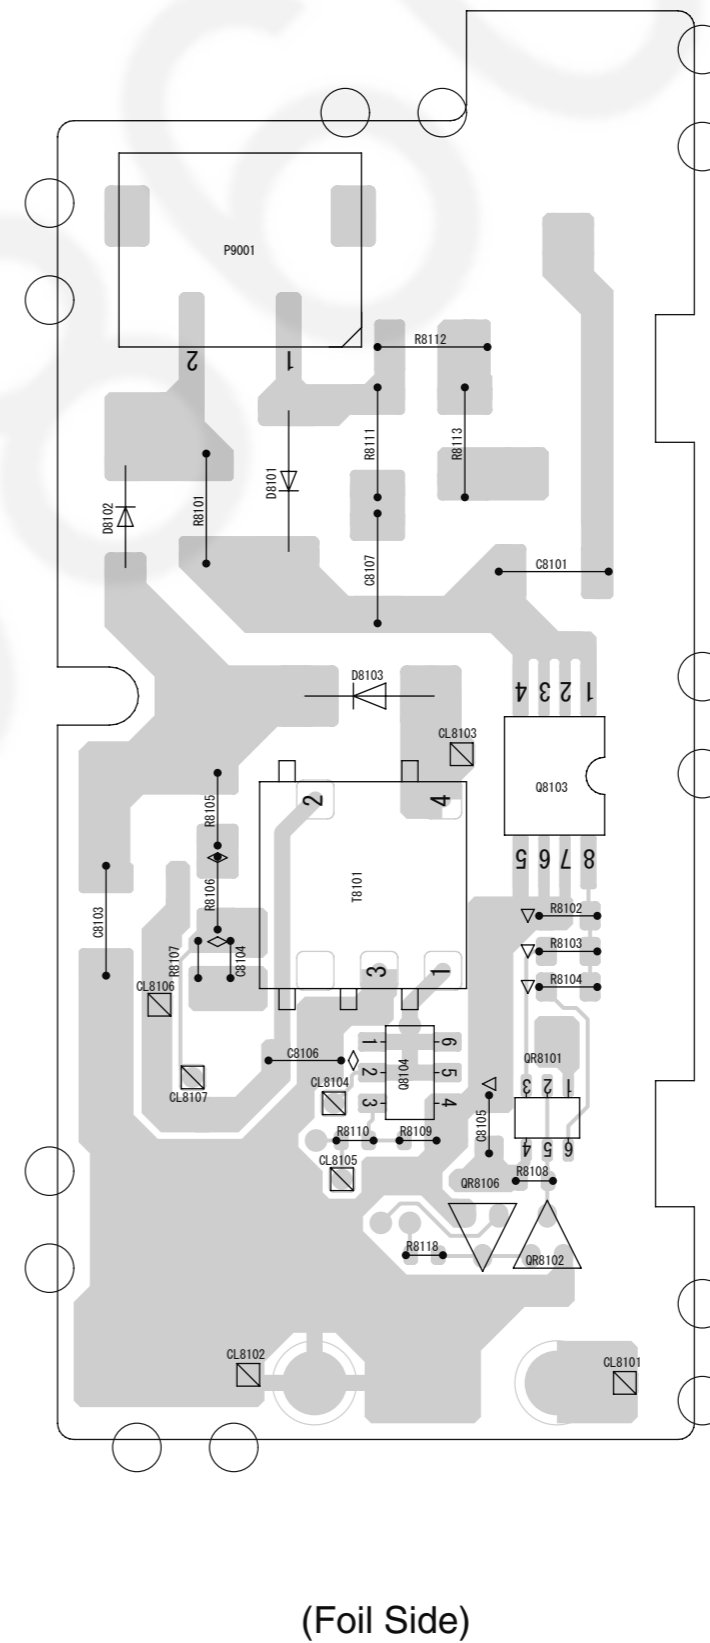 P9001
2 1
R8112
R8111
R8113
D8101
R8101
D8102
C8107
C8101
D8103
4 3 2 1
CL8103
Q8103
2 4
R8105
5 6 7 8
T8101
R8106
C8103
R8102
R8107
C8104
R8103
3 1
R8104
CL8106
1 6
C8106
QR8101
2 5
Q8104
CL8107
CL8104
3 2 1
3 4
C8105
R8110
R8109
4 5 6
CL8105
R8108
QR8106
R8118
QR8102
CL8102
CL8101
(Foil Side)